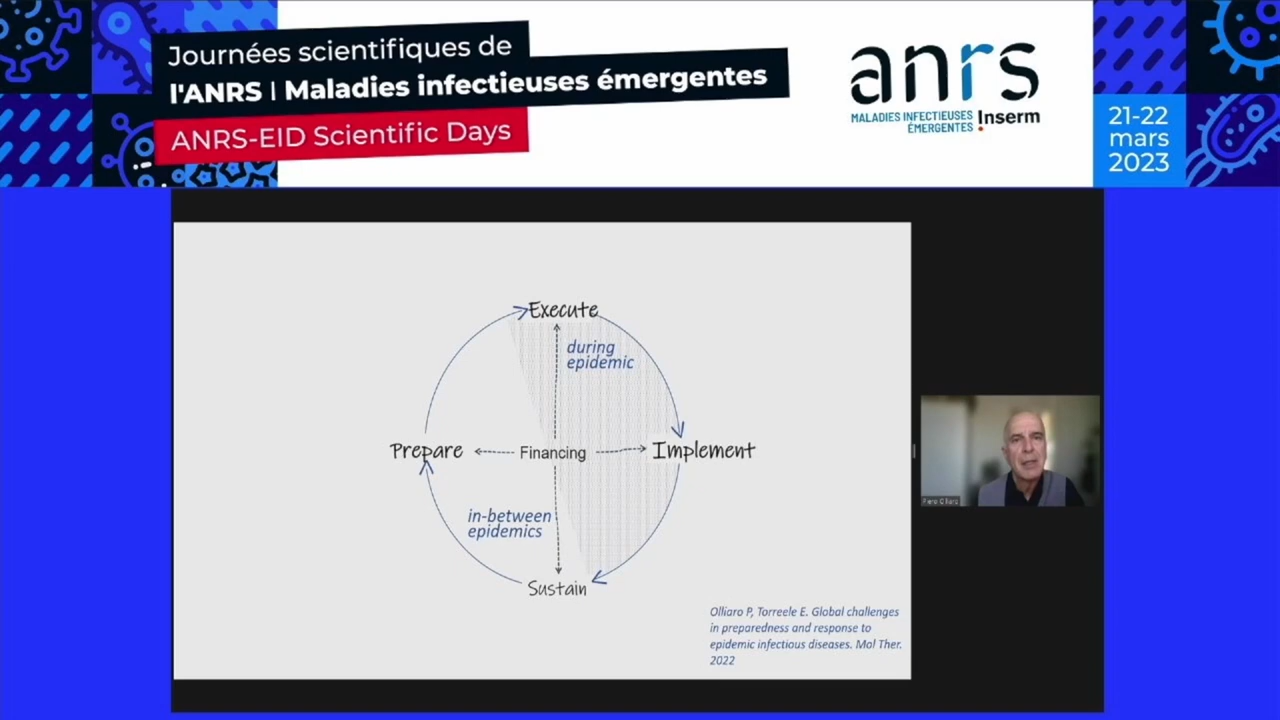 Journées scientifiques de
l'ANRS | Maladies infectieuses émergentes
ANRS-EID Scientific Days
anrs
MALADIES INFECTIEUSES
ÉMERGENTES Inserm
21-22
mars
2023
Execute
during
epidemic
Prepare
Financing
Implement
in-between
epidemics
Sustain
Olliaro P, Torreele E. Global challenges
in preparedness and response to
epidemic infectious diseases. Mol Ther.
2022
Piero Olliaro